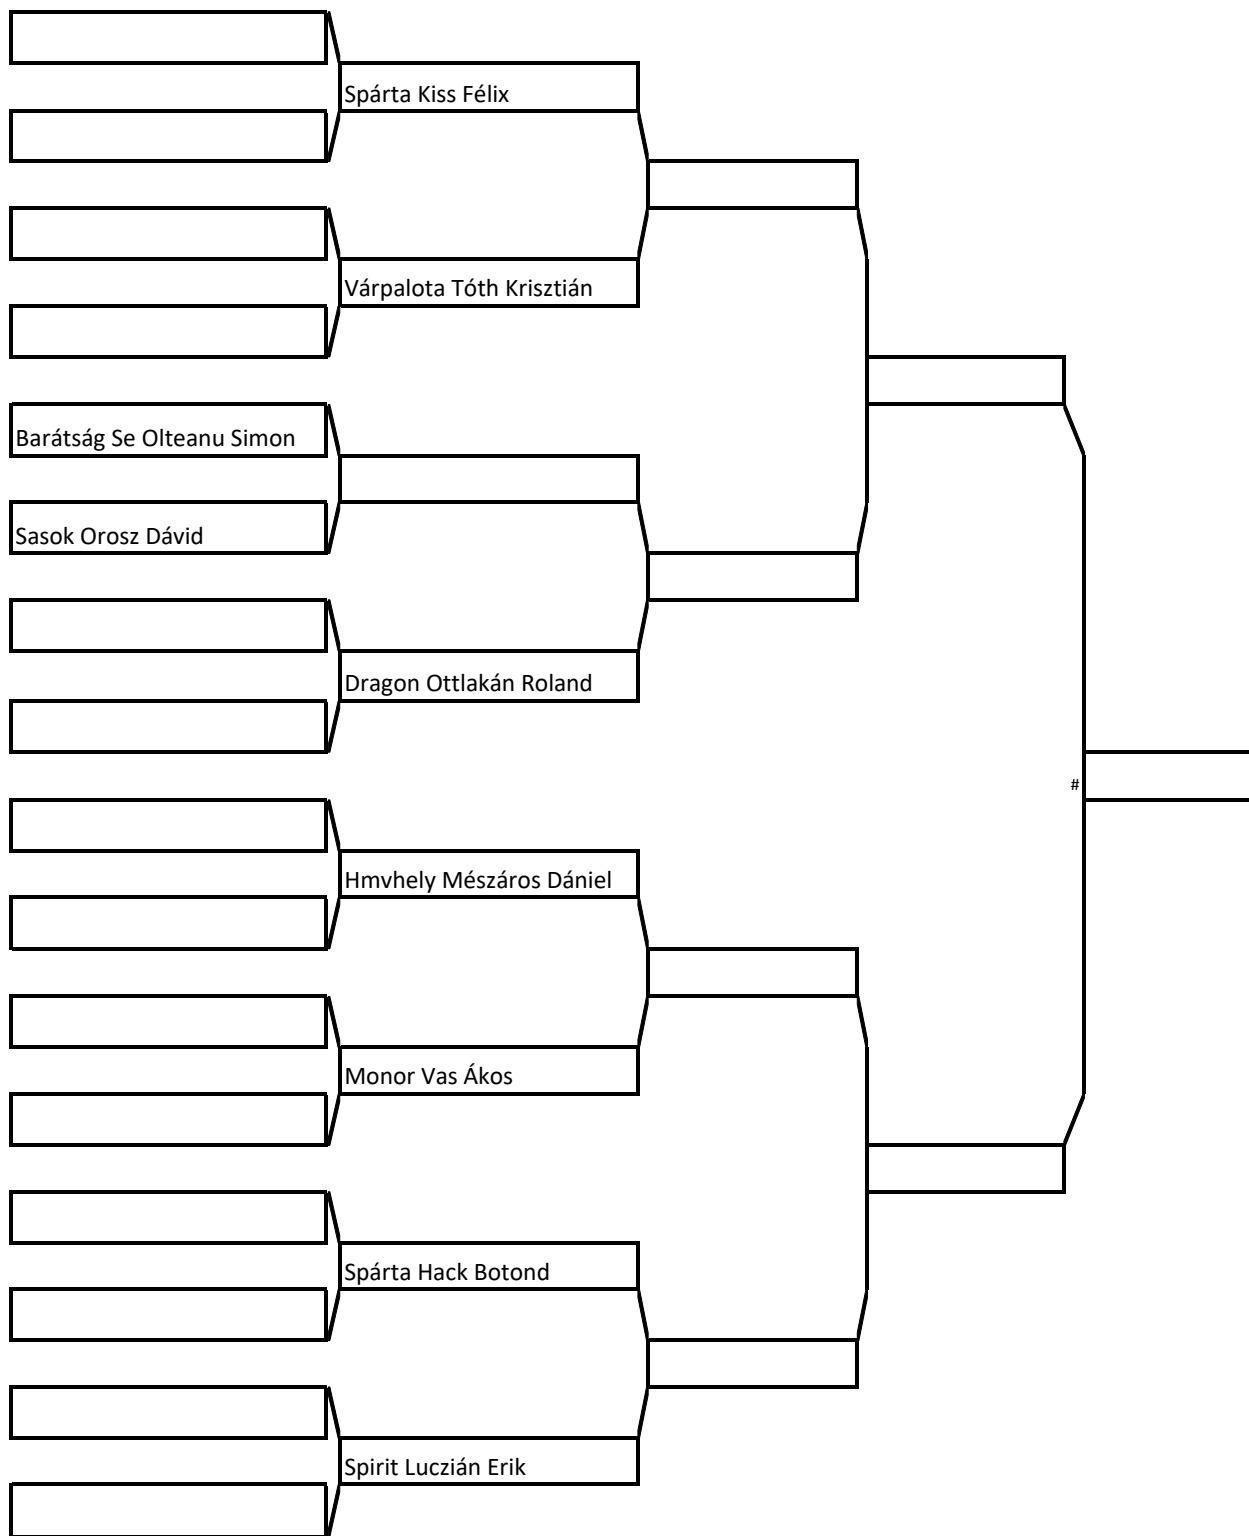 Spárta Kiss Félix
Várpalota Tóth Krisztián
Barátság Se Olteanu Simon
Sasok Orosz Dávid
Dragon Ottlakán Roland
#
Hmvhely Mészáros Dániel
Monor Vas Ákos
Spárta Hack Botond
Spirit Luczián Erik